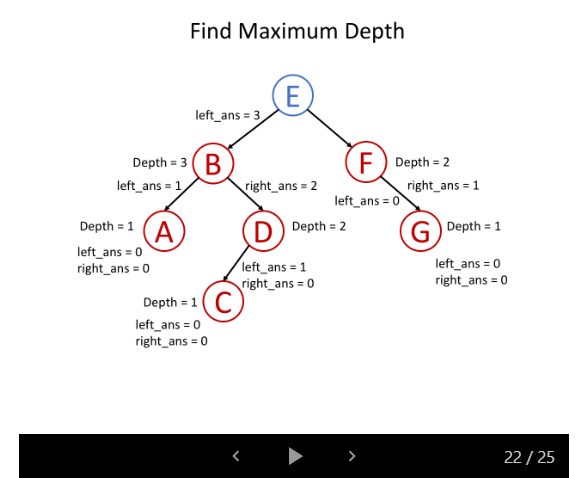 Find Maximum Depth
E
left_ans = 3
Depth = 3
B
F
Depth = 2
left_ans = 1
right_ans = 2
left_ans = 0
right_ans = 1
Depth = 1
A
D
Depth = 2
G
Depth = 1
left_ans = 0
right_ans = 0
left_ans = 1
right_ans = 0
left_ans = 0
right_ans = 0
Depth = 1
C
left_ans = 0
right_ans = 0
22 / 25